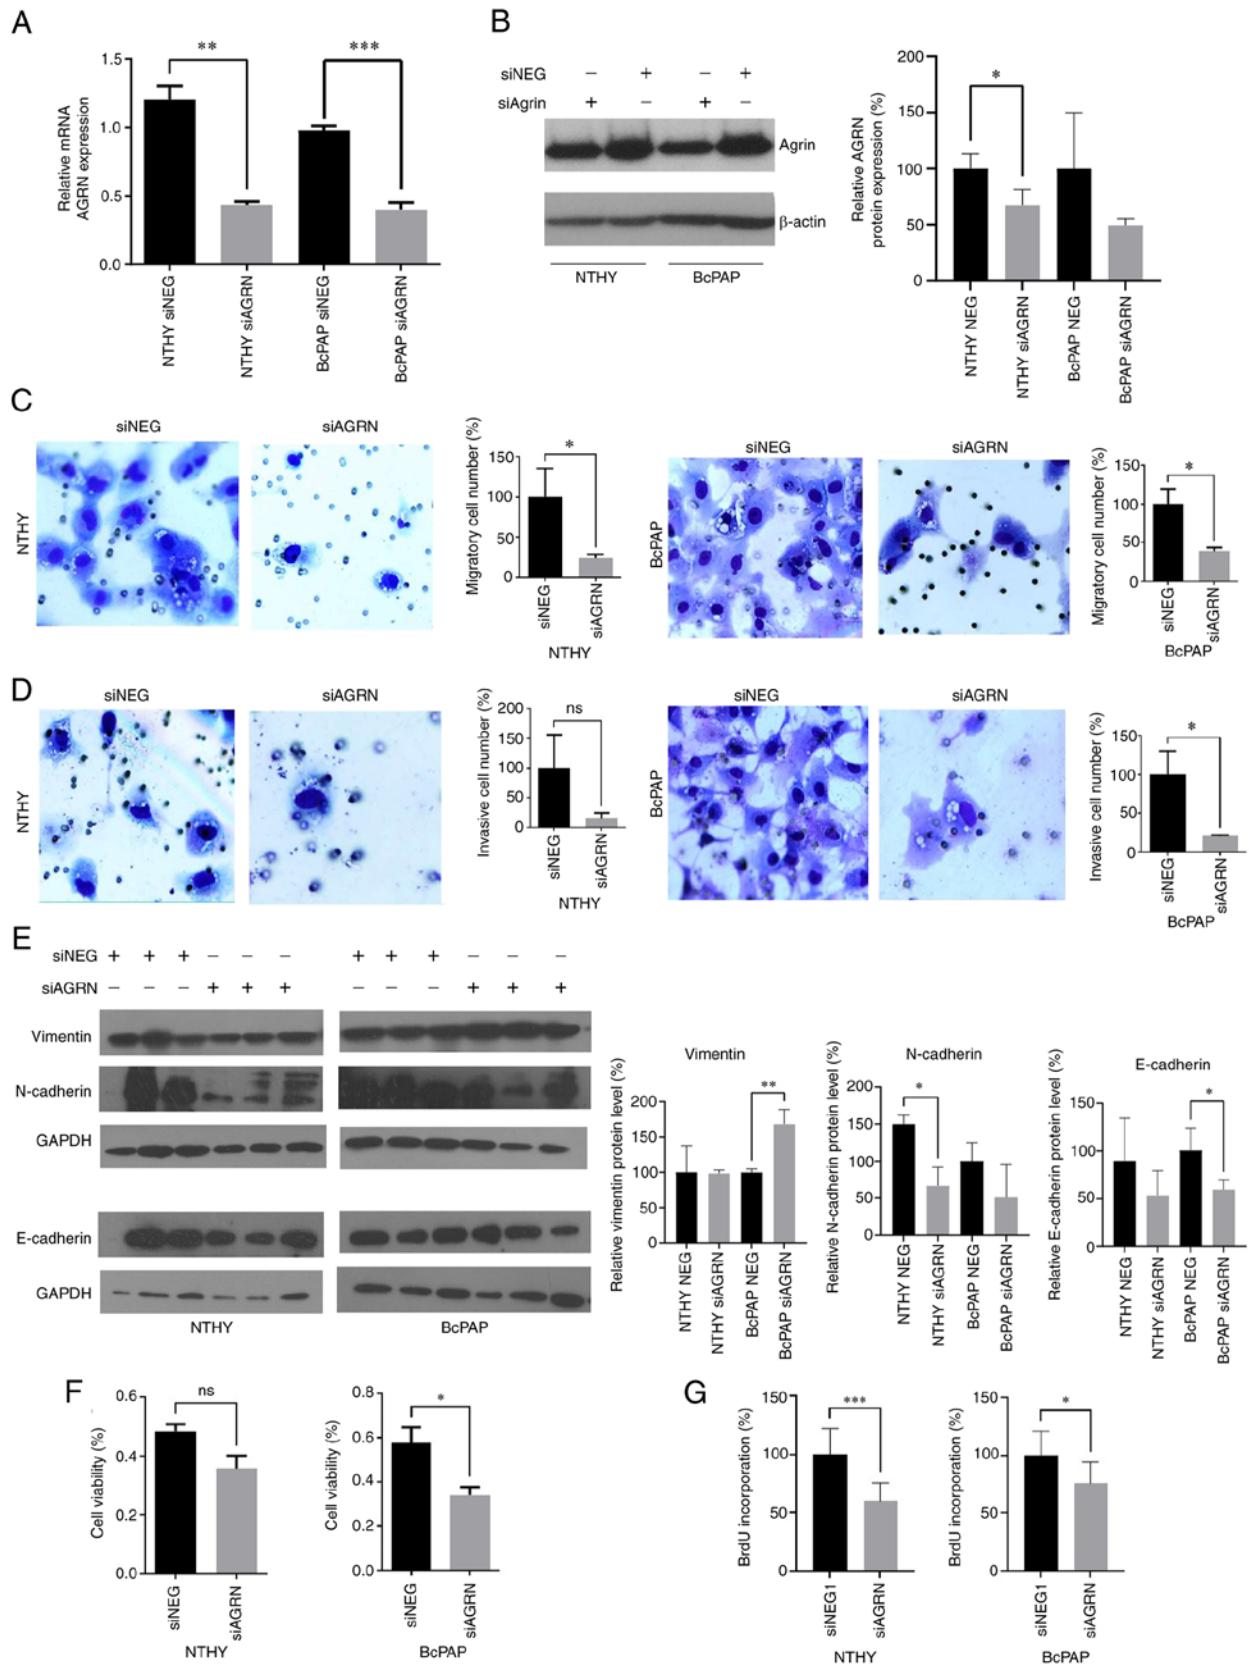 A
Relative mRNA
AGRN expression
1.5
1.0
0.5
0.0
**
***
NTHY siNEG
NTHY siAGRN
BcPAP siNEG
BcPAP siAGRN
B
siNEG – + – +
siAgrin + – + –
Agrin
β-actin
NTHY BcPAP
Relative AGRN
protein expression (%)
200
150
100
50
0
*
NTHY NEG
NTHY siAGRN
BcPAP NEG
BcPAP siAGRN
C
siNEG siAGRN
NTHY
Migratory cell number (%)
150
100
50
0
*
siNEG
siAGRN
NTHY
siNEG siAGRN
BcPAP
Migratory cell number (%)
150
100
50
0
*
siNEG
siAGRN
BcPAP
D
siNEG siAGRN
NTHY
Invasive cell number (%)
200
150
100
50
0
ns
siNEG
siAGRN
NTHY
siNEG siAGRN
BcPAP
Invasive cell number (%)
150
100
50
0
*
siNEG
siAGRN
BcPAP
E
siNEG + + + – – – + + + – – –
siAGRN – – – + + + – – – + + +
Vimentin
N-cadherin
GAPDH
E-cadherin
GAPDH
NTHY BcPAP
Vimentin
Relative vimentin protein level (%)
200
150
100
50
0
**
NTHY NEG
NTHY siAGRN
BcPAP NEG
BcPAP siAGRN
N-cadherin
Relative N-cadherin protein level (%)
200
150
100
50
0
*
NTHY NEG
NTHY siAGRN
BcPAP NEG
BcPAP siAGRN
E-cadherin
Relative E-cadherin protein level (%)
150
100
50
0
*
NTHY NEG
NTHY siAGRN
BcPAP NEG
BcPAP siAGRN
F
Cell viability (%)
0.6
0.4
0.2
0.0
ns
siNEG
siAGRN
NTHY
Cell viability (%)
0.8
0.6
0.4
0.2
0.0
*
siNEG
siAGRN
BcPAP
G
BrdU incorporation (%)
150
100
50
0
***
siNEG1
siAGRN
NTHY
BrdU incorporation (%)
150
100
50
0
*
siNEG1
siAGRN
BcPAP